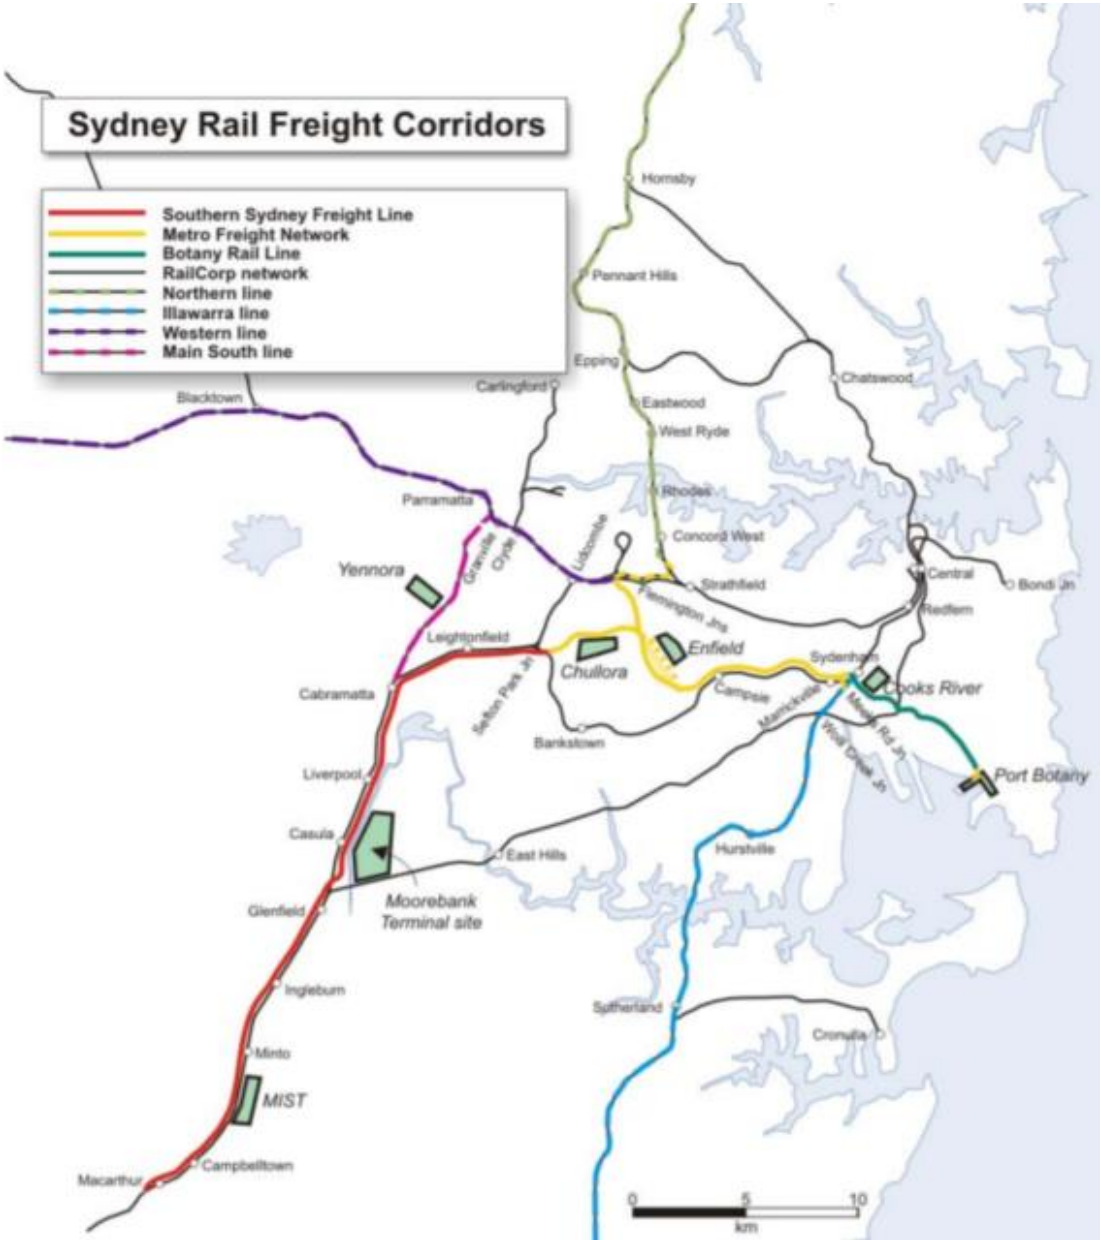 Sydney Rail Freight Corridors
Southern Sydney Freight Line
Metro Freight Network
Botany Rail Line
RailCorp network
Northern line
Illawarra line
Western line
Main South line
Hornsby
Pennant Hills
Epping
Chatswood
Carlingford
Blacktown
Eastwood
West Ryde
Parramatta
Rhodes
Concord West
Granville
Clyde
Lidcombe
Yennora
Strathfield
Central
Bondi Jn
Redfern
Flemington Jns
Leightonfield
Enfield
Chullora
Sydenham
Cooks River
Cabramatta
Sefton Park Jn
Campsie
Marrickville
Meeks Rd Jn
Wolli Creek Jn
Bankstown
Liverpool
Port Botany
Casula
East Hills
Hurstville
Glenfield
Moorebank
Terminal site
Ingleburn
Sutherland
Cronulla
Minto
MIST
Campbelltown
Macarthur
0 5 10
km